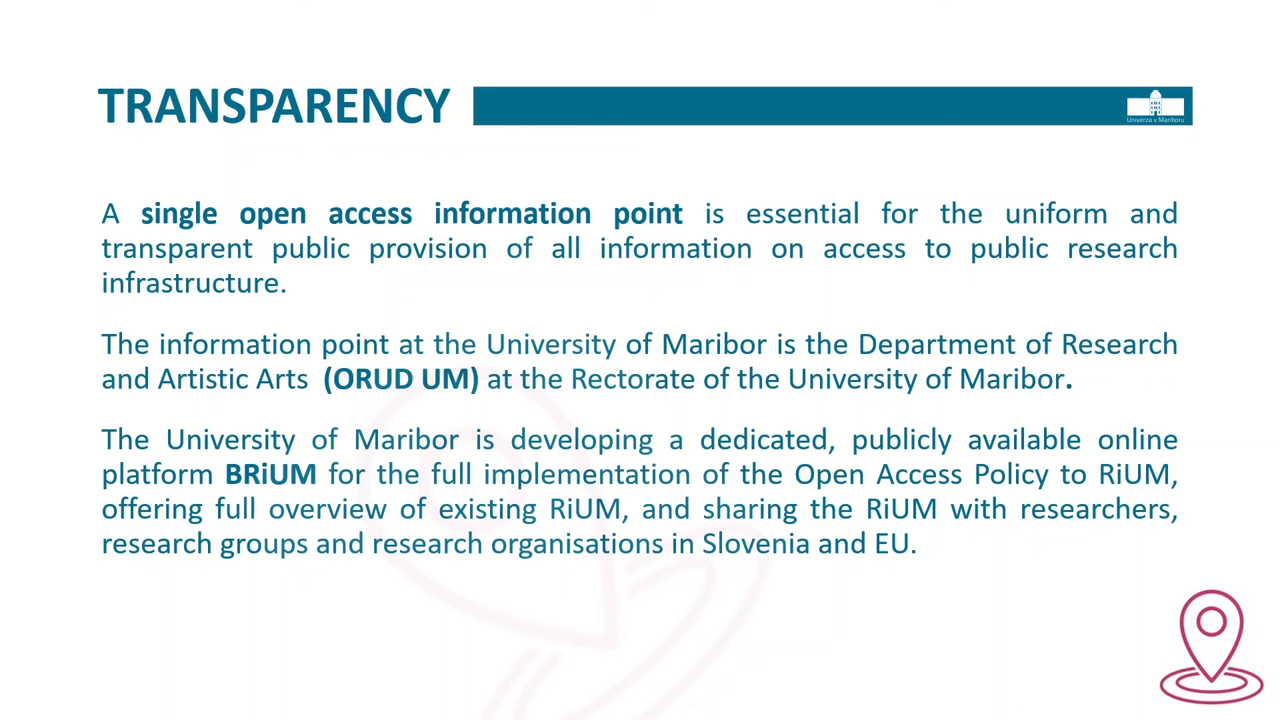 TRANSPARENCY
Univerza v Mariboru
A single open access information point is essential for the uniform and
transparent public provision of all information on access to public research
infrastructure.
The information point at the University of Maribor is the Department of Research
and Artistic Arts (ORUD UM) at the Rectorate of the University of Maribor.
The University of Maribor is developing a dedicated, publicly available online
platform BRiUM for the full implementation of the Open Access Policy to RiUM,
offering full overview of existing RiUM, and sharing the RiUM with researchers,
research groups and research organisations in Slovenia and EU.